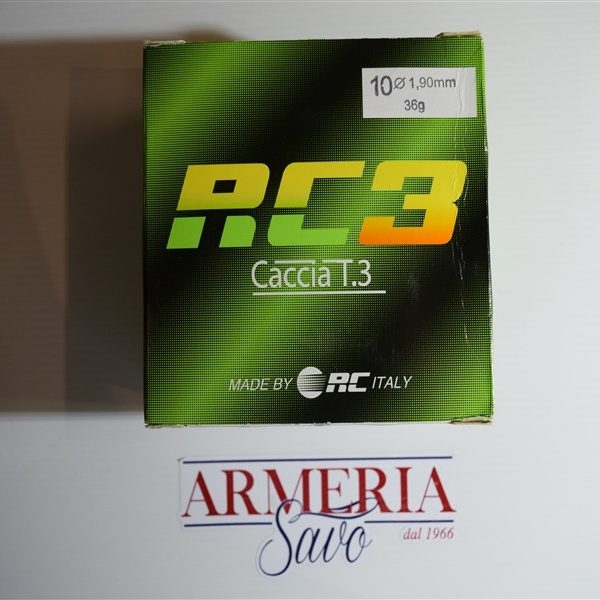 10 Ø 1,90mm
36g
RC3
Caccia T.3
MADE BY RC ITALY
ARMERIA
Savo
dal 1966